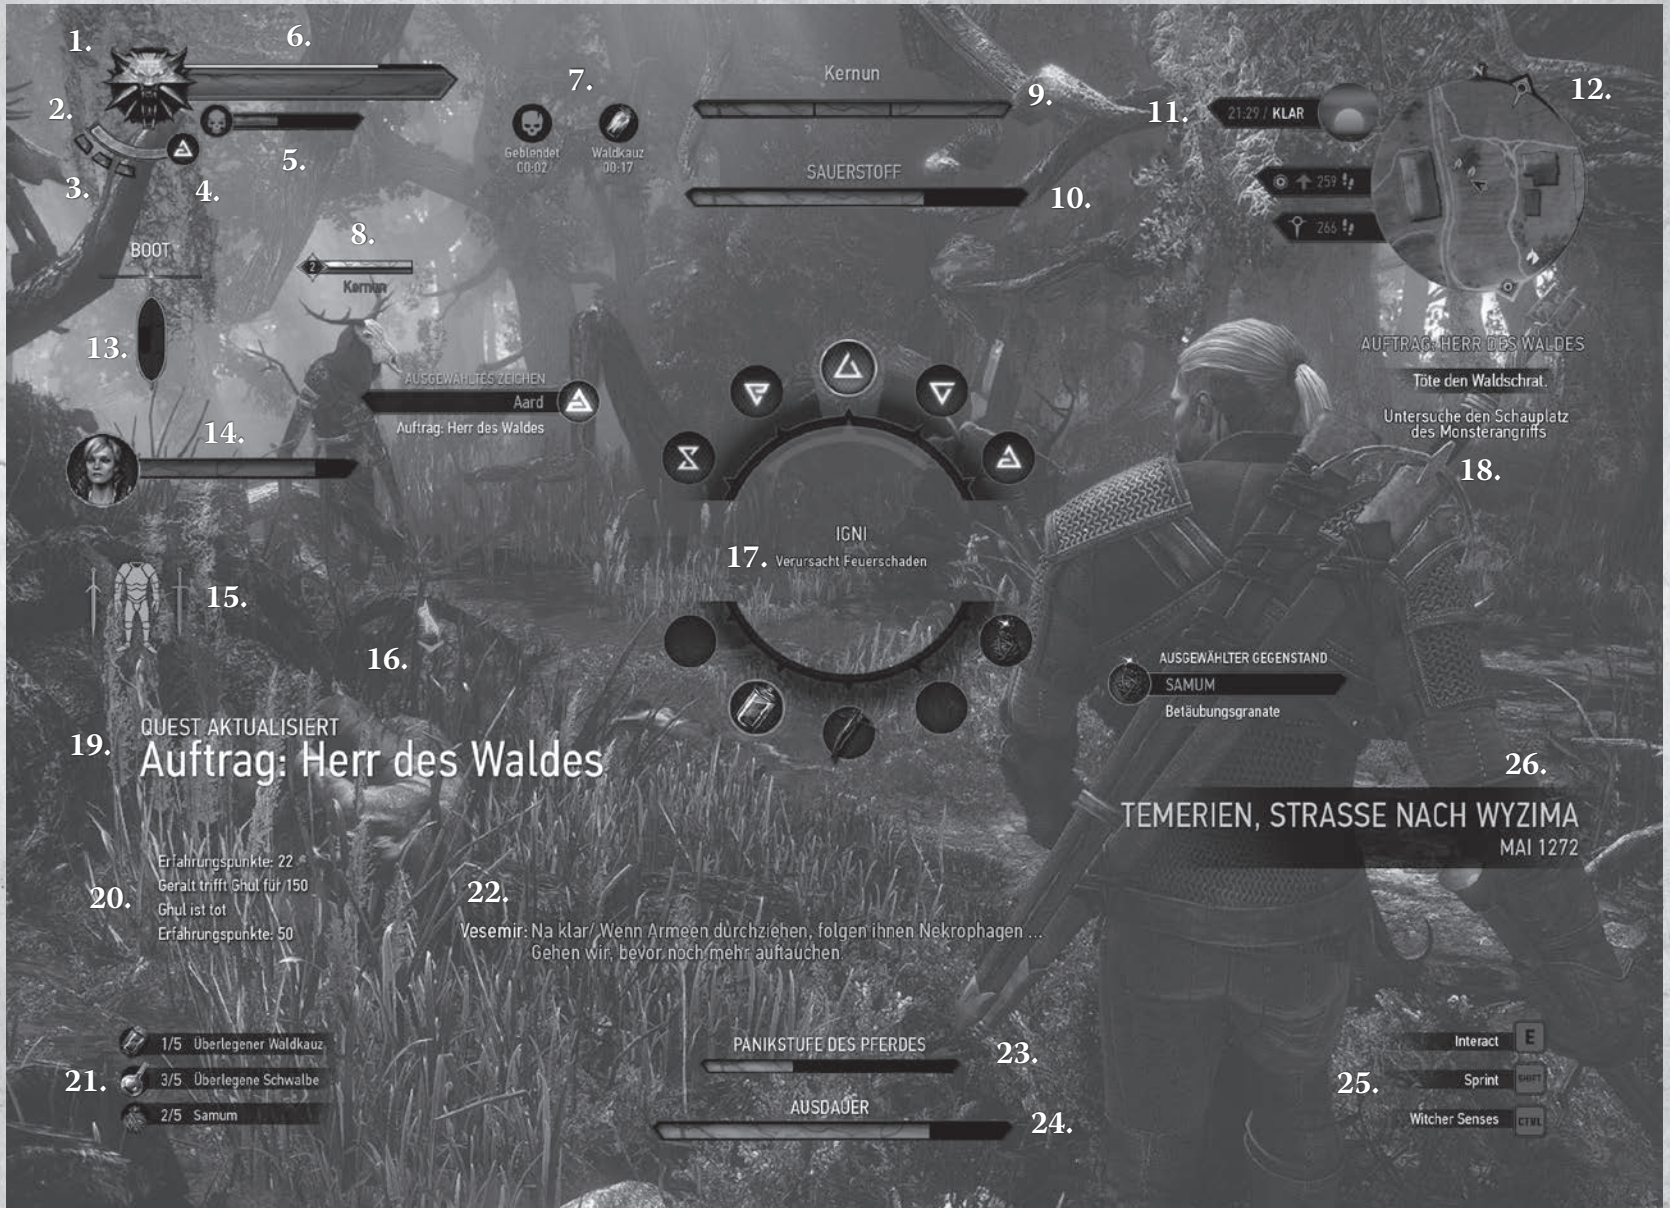 1.
6.
7.
Kernun
9.
11.
21:29 / KLAR
N
12.
2.
3.
4.
5.
Geblendet
00:02
Waldkauz
00:17
SAUERSTOFF
10.
259
266
8.
2
Kernun
BOOT
13.
AUSGEWÄHLTES ZEICHEN
Aard
Auftrag: Herr des Waldes
14.
AUFTRAG: HERR DES WALDES
Töte den Waldschrat.
Untersuche den Schauplatz
des Monsterangriffs
18.
IGNI
17. Verursacht Feuerschaden
15.
16.
AUSGEWÄHLTER GEGENSTAND
SAMUM
Betäubungsgranate
19.
QUEST AKTUALISIERT
Auftrag: Herr des Waldes
26.
TEMERIEN, STRASSE NACH WYZIMA
MAI 1272
20.
Erfahrungspunkte: 22
Geralt trifft Ghul für 150
Ghul ist tot
Erfahrungspunkte: 50
22.
Vesemir: Na klar/ Wenn Armeen durchziehen, folgen ihnen Nekrophagen ...
Gehen wir, bevor noch mehr auftauchen.
21.
1/5 Überlegener Waldkauz
3/5 Überlegene Schwalbe
2/5 Samum
PANIKSTUFE DES PFERDES
23.
AUSDAUER
24.
25.
Interact E
Sprint SHIFT
Witcher Senses CTRL